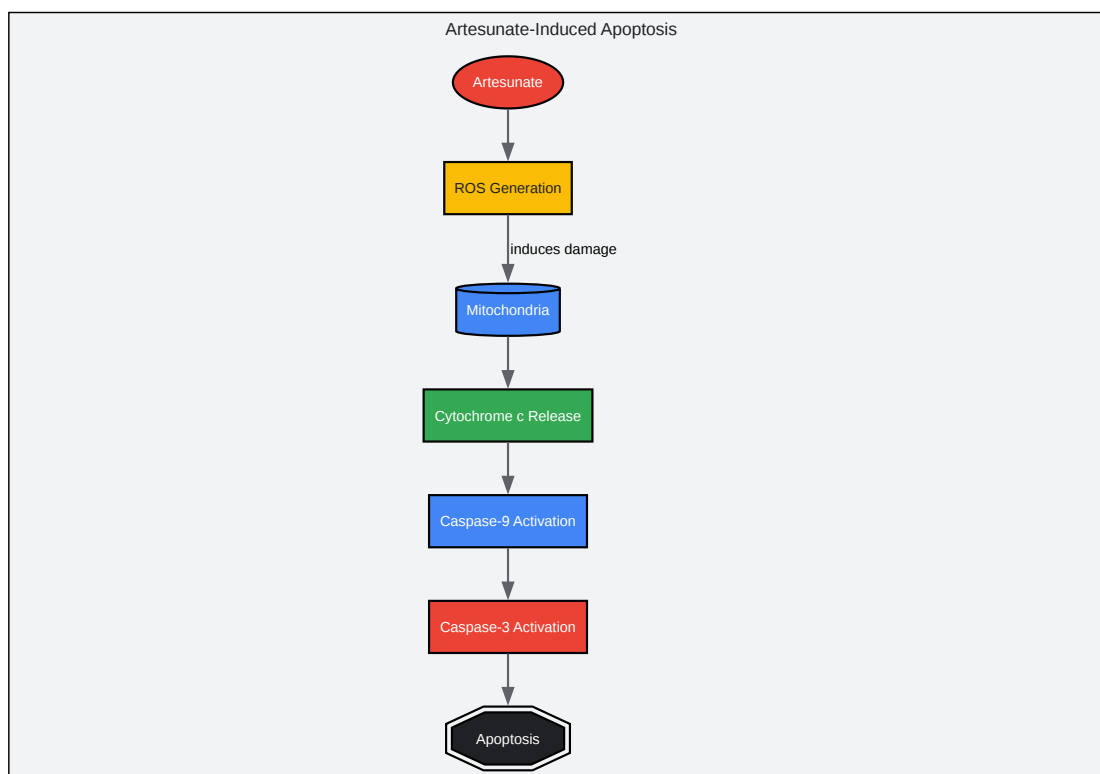 Artesunate-Induced Apoptosis
Artesunate
ROS Generation
induces damage
Mitochondria
Cytochrome c Release
Caspase-9 Activation
Caspase-3 Activation
Apoptosis